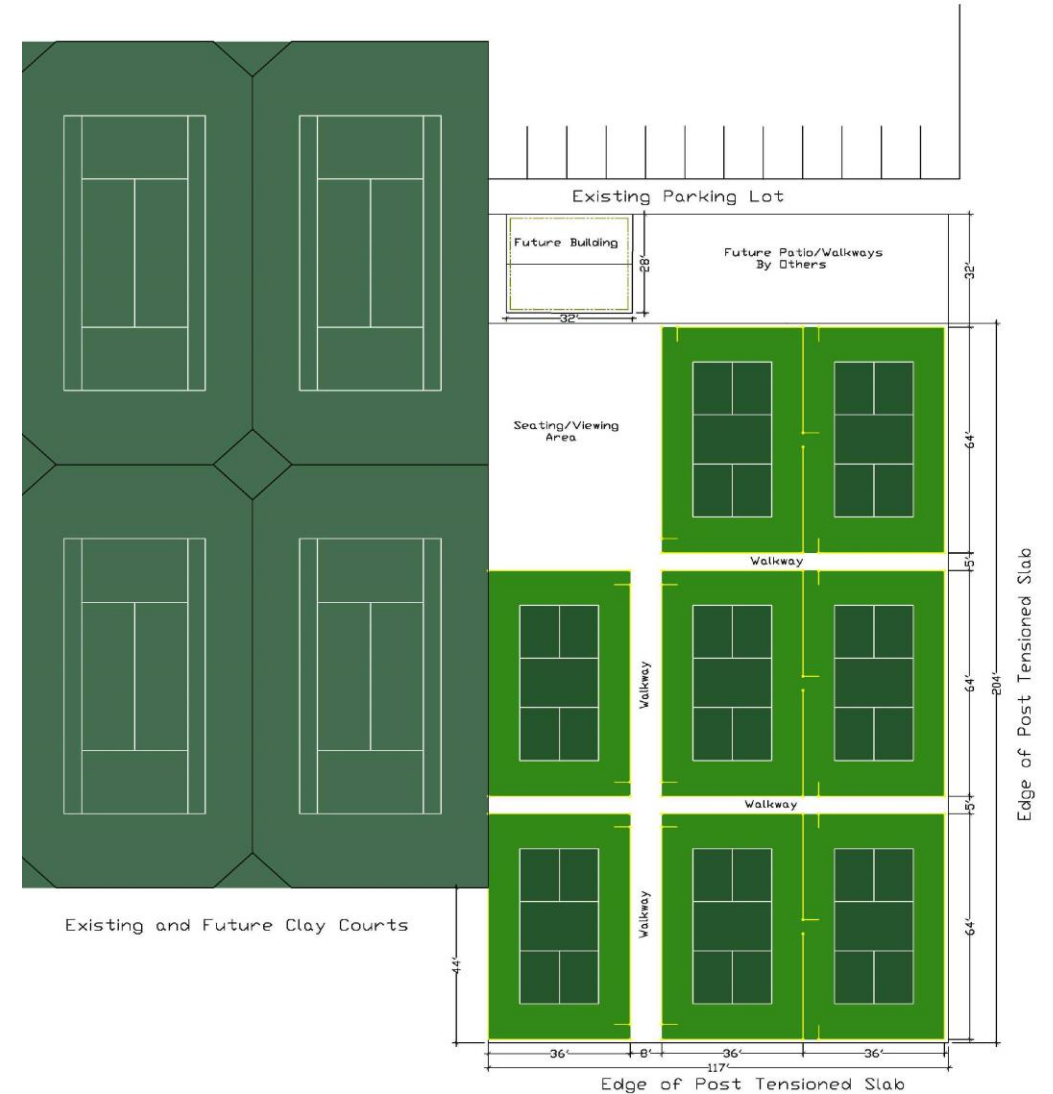 Existing Parking Lot
Future Building
28'
32'
Future Patio/Walkways
By Others
32'
Seating/Viewing
Area
64'
Walkway
5'
Edge of Post Tensioned Slab
Walkway
64'
204'
Walkway
5'
Existing and Future Clay Courts
44'
Walkway
64'
36'
8'
36'
36'
117'
Edge of Post Tensioned Slab